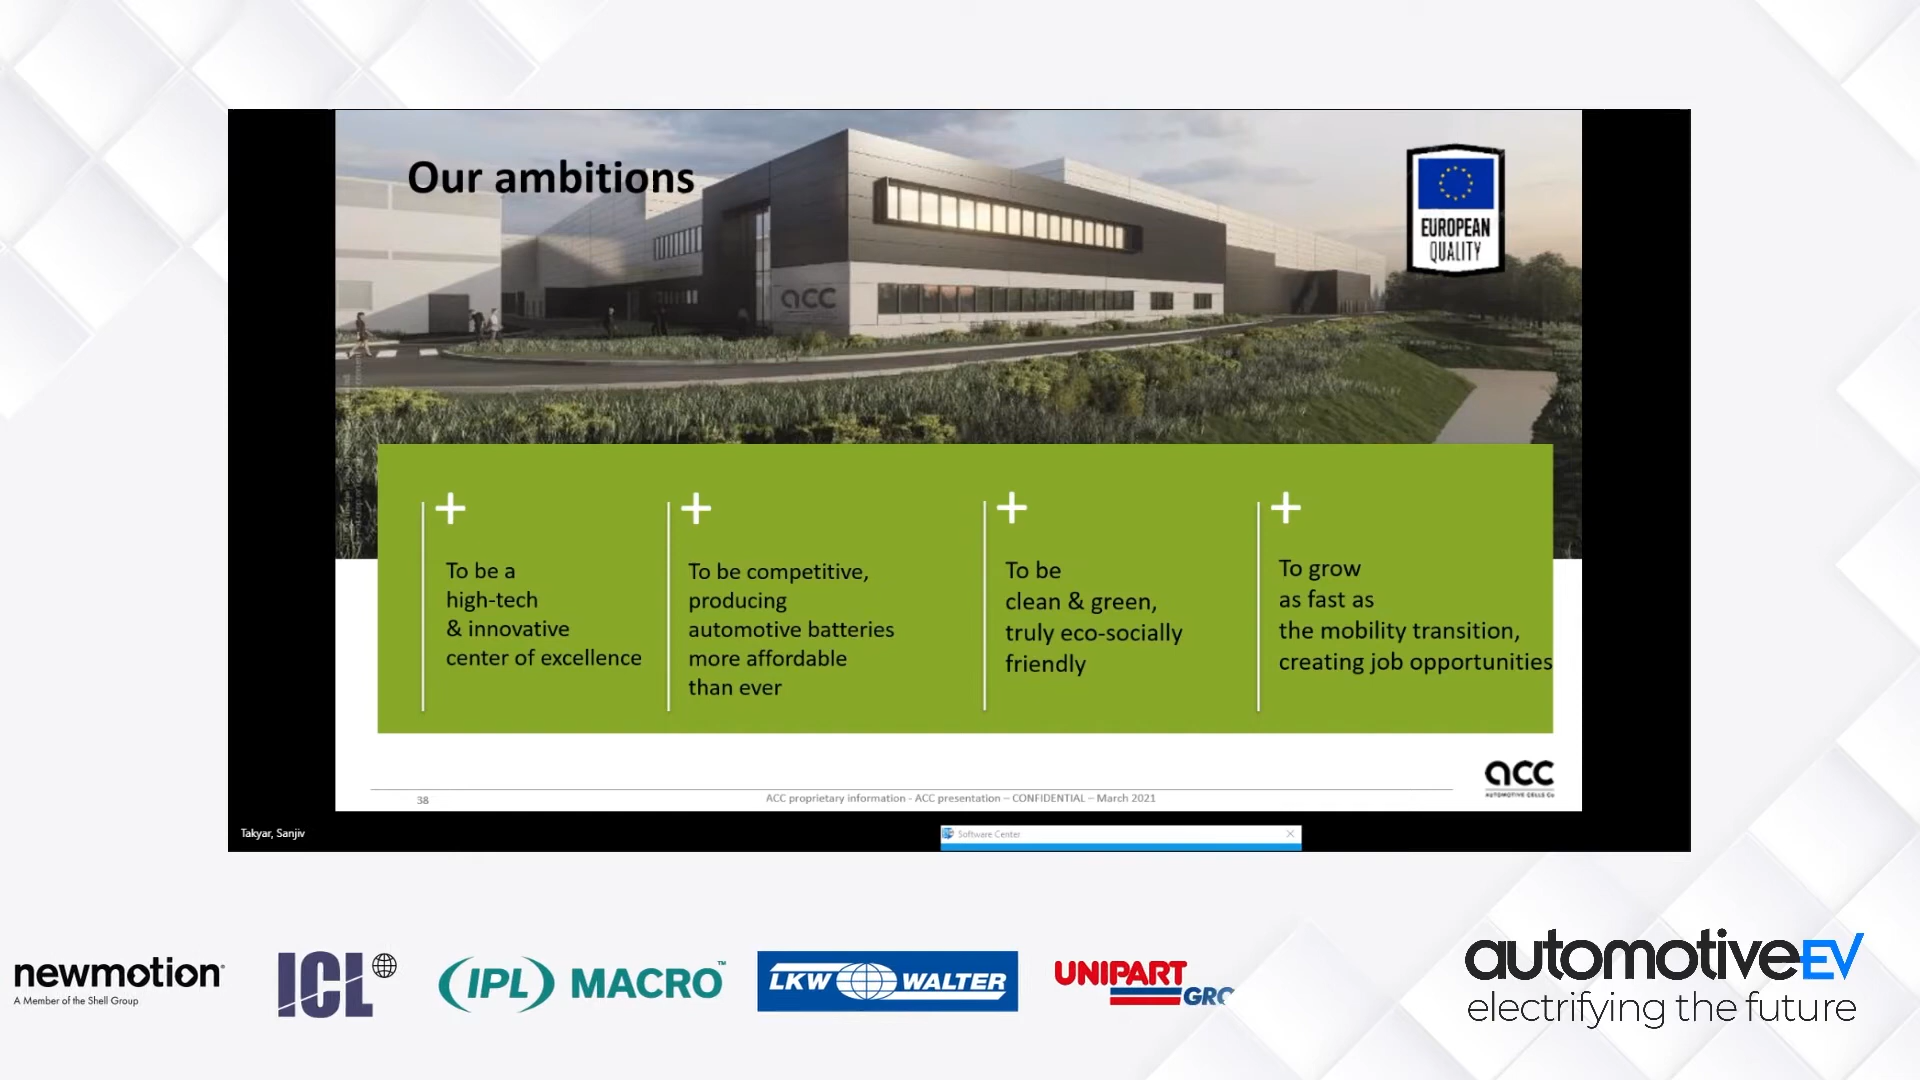 Our ambitions
EUROPEAN
QUALITY
acc
+
To be a
high-tech
& innovative
center of excellence
+
To be competitive,
producing
automotive batteries
more affordable
than ever
+
To be
clean & green,
truly eco-socially
friendly
+
To grow
as fast as
the mobility transition,
creating job opportunities
acc
AUTOMOTIVE CELLS Co
38
ACC proprietary information - ACC presentation – CONFIDENTIAL – March 2021
Takyar, Sanjiv
Software Center
newmotion
A Member of the Shell Group
ICL
(IPL) MACRO™
LKW WALTER
UNIPART
GRO
automotiveEV
electrifying the future